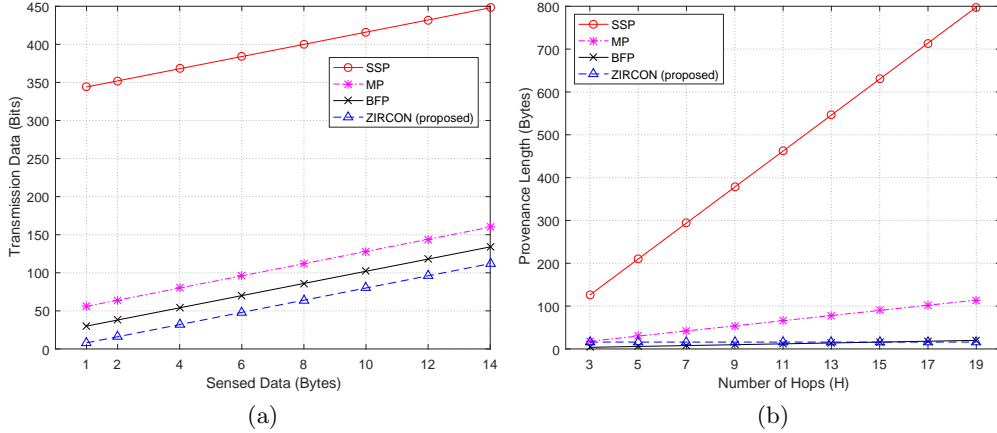 450
400
350
300
250
200
150
100
50
0
Transmission Data (Bits)
SSP
MP
BFP
ZIRCON (proposed)
1 2 4 6 8 10 12 14
Sensed Data (Bytes)
(a)
800
700
600
500
400
300
200
100
0
Provenance Length (Bytes)
SSP
MP
BFP
ZIRCON (proposed)
3 5 7 9 11 13 15 17 19
Number of Hops (H)
(b)